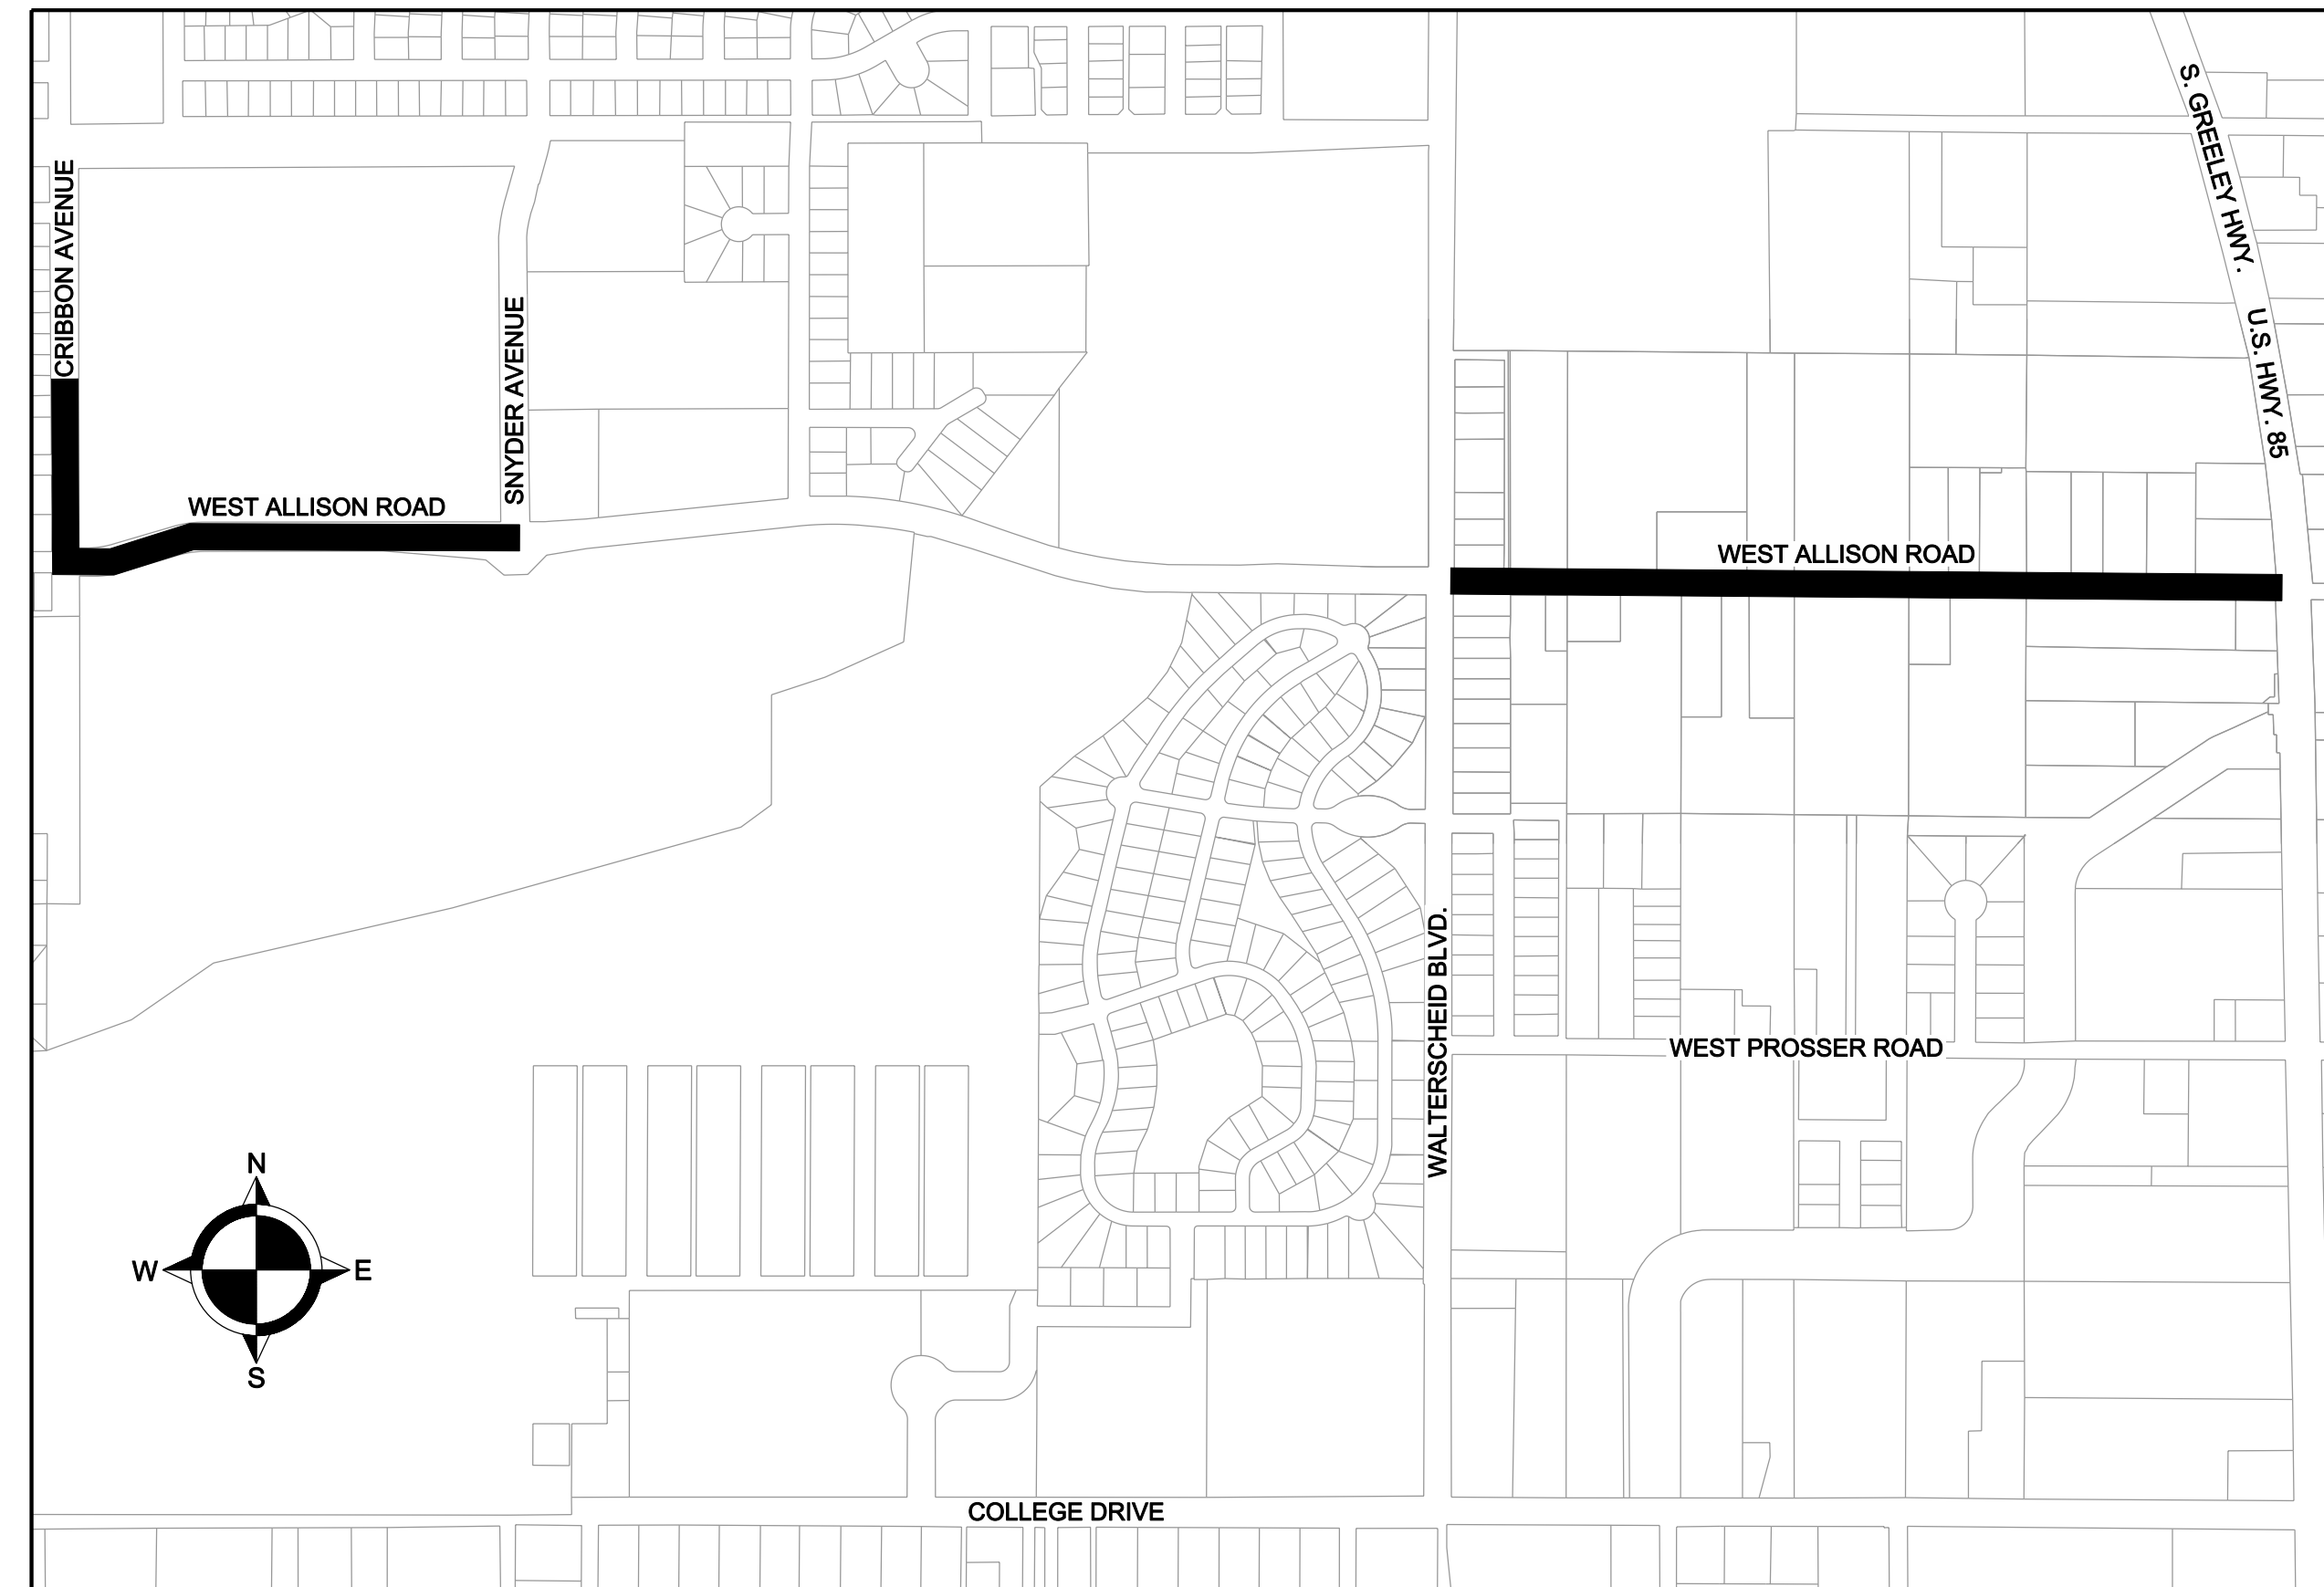 S. GREELEY HWY.
CRIBBON AVENUE
SNYDER AVENUE
U.S. HWY. 85
WEST ALLISON ROAD
WEST ALLISON ROAD
WALTERSCHEID BLVD.
WEST PROSSER ROAD
N
W
E
S
COLLEGE DRIVE